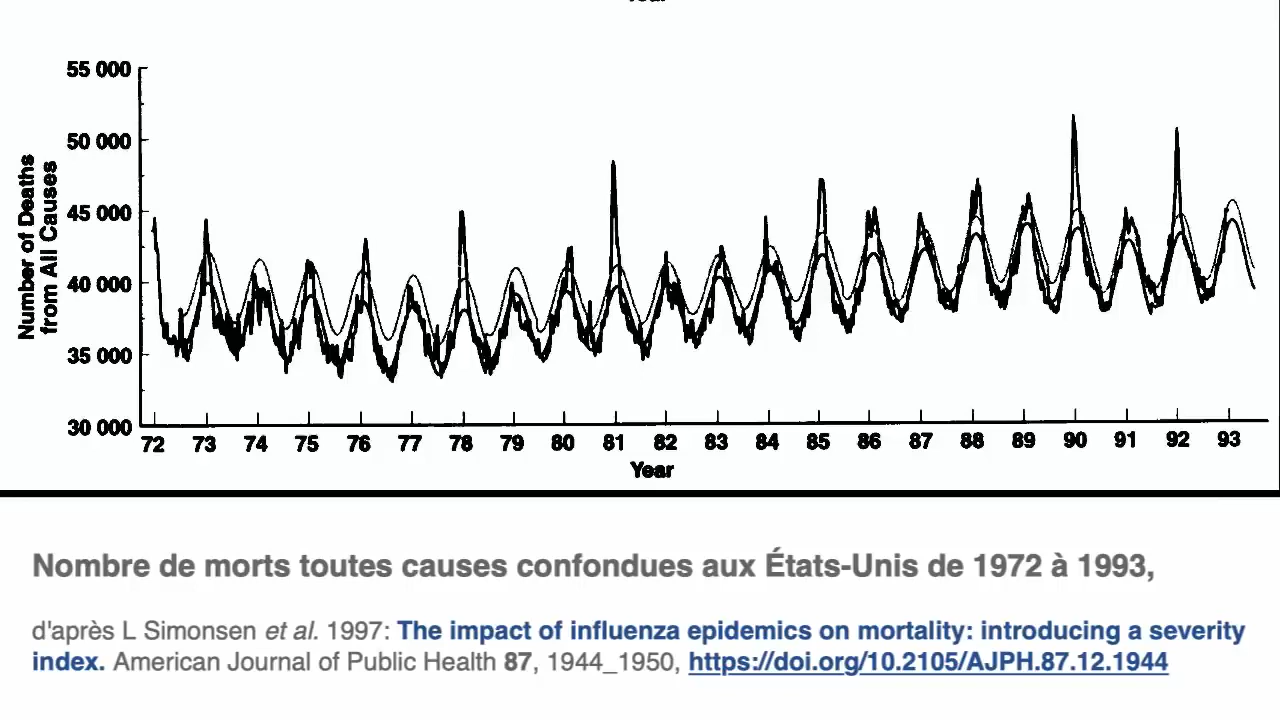 Year
55 000
50 000
45 000
40 000
35 000
30 000
Number of Deaths
from All Causes
72 73 74 75 76 77 78 79 80 81 82 83 84 85 86 87 88 89 90 91 92 93
Year
Nombre de morts toutes causes confondues aux États-Unis de 1972 à 1993,
d'après L Simonsen et al. 1997: The impact of influenza epidemics on mortality: introducing a severity
index. American Journal of Public Health 87, 1944_1950, https://doi.org/10.2105/AJPH.87.12.1944